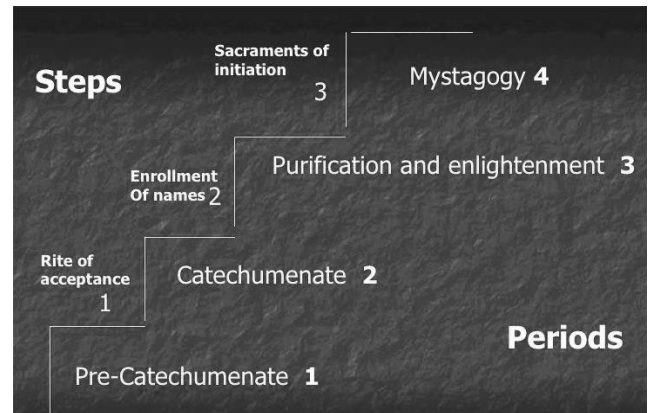 Sacraments of
initiation
3
Steps
Mystagogy 4
Enrollment
Of names 2
Purification and enlightenment 3
Rite of
acceptance
1
Catechumenate 2
Periods
Pre-Catechumenate 1